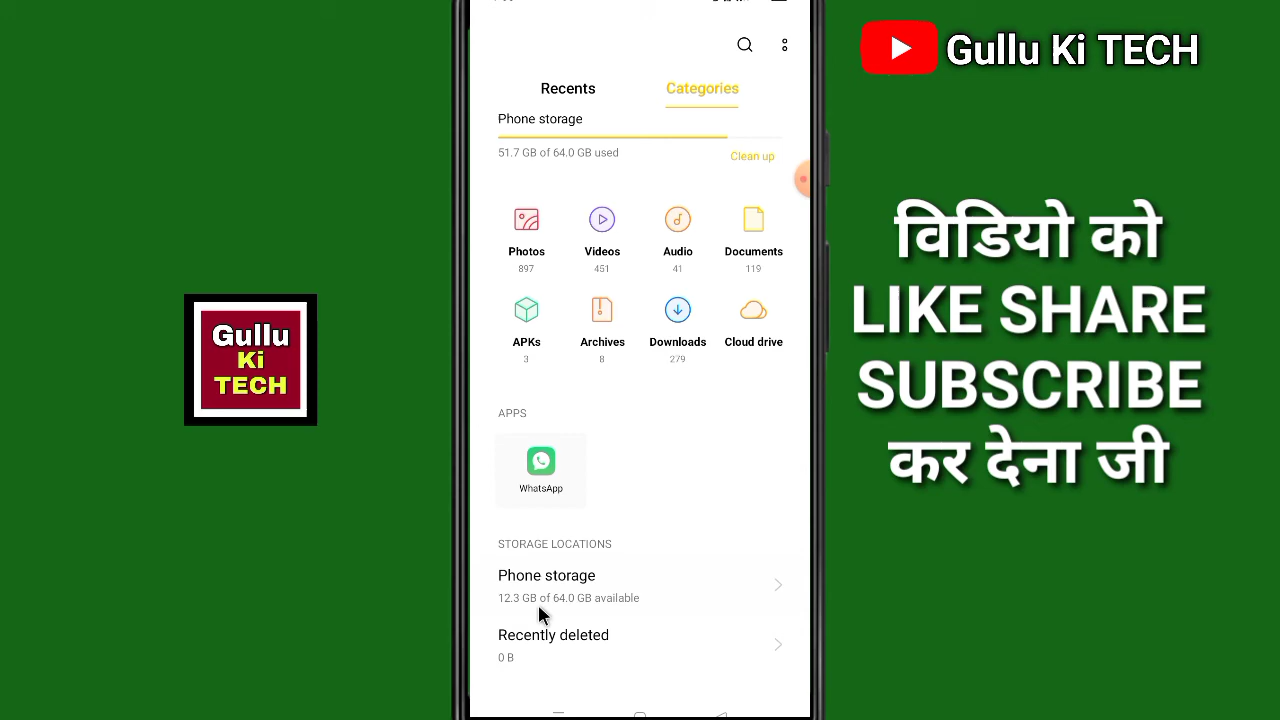 Gullu Ki TECH
Recents
Categories
Phone storage
51.7 GB of 64.0 GB used
Clean up
Photos
897
Videos
451
Audio
41
Documents
119
APKs
3
Archives
8
Downloads
279
Cloud drive
APPS
WhatsApp
STORAGE LOCATIONS
Phone storage
12.3 GB of 64.0 GB available
Recently deleted
0 B
Gullu
Ki
TECH
विडियो को
LIKE SHARE
SUBSCRIBE
कर देना जी